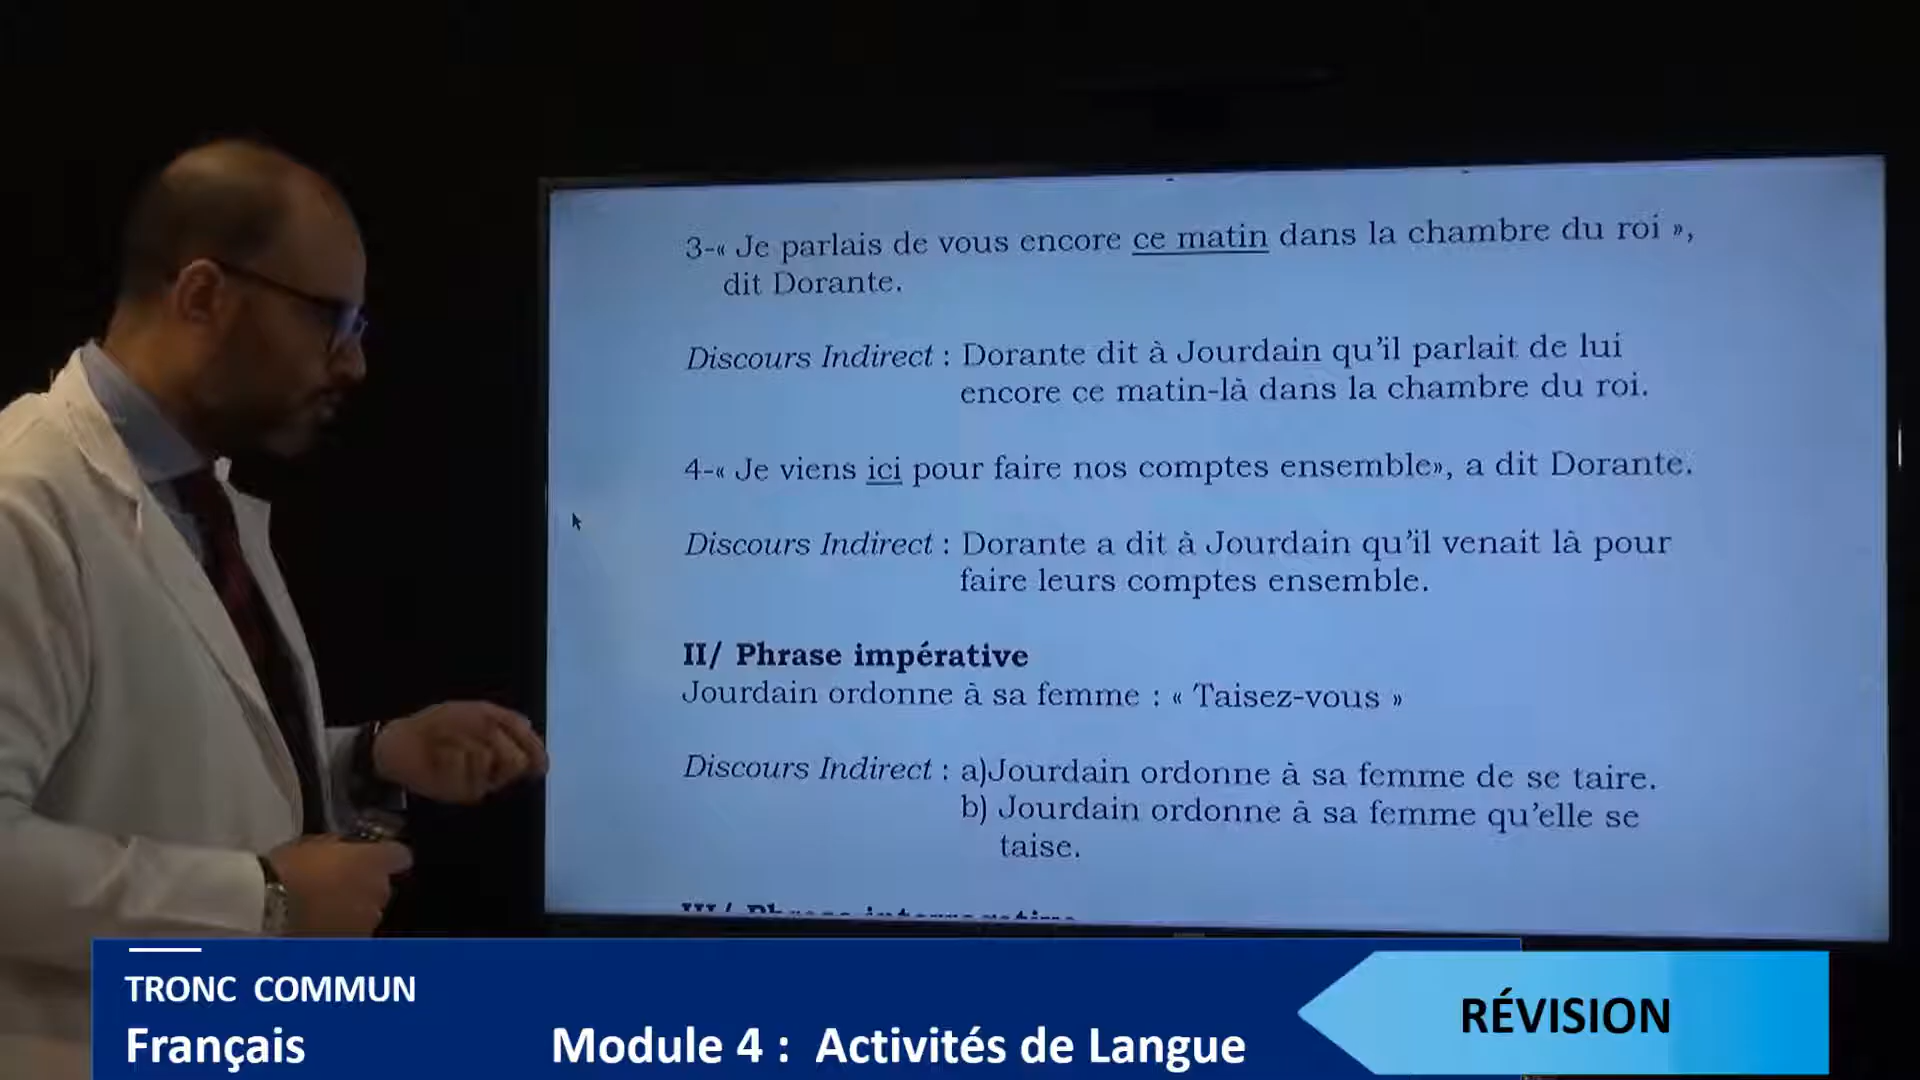 3-« Je parlais de vous encore ce matin dans la chambre du roi »,
dit Dorante.
Discours Indirect : Dorante dit à Jourdain qu'il parlait de lui
encore ce matin-là dans la chambre du roi.
4-« Je viens ici pour faire nos comptes ensemble», a dit Dorante.
Discours Indirect : Dorante a dit à Jourdain qu'il venait là pour
faire leurs comptes ensemble.
II/ Phrase impérative
Jourdain ordonne à sa femme : « Taisez-vous »
Discours Indirect : a)Jourdain ordonne à sa femme de se taire.
b) Jourdain ordonne à sa femme qu'elle se
taise.
III/ Phrase interrogative
TRONC COMMUN
Français
Module 4 : Activités de Langue
RÉVISION